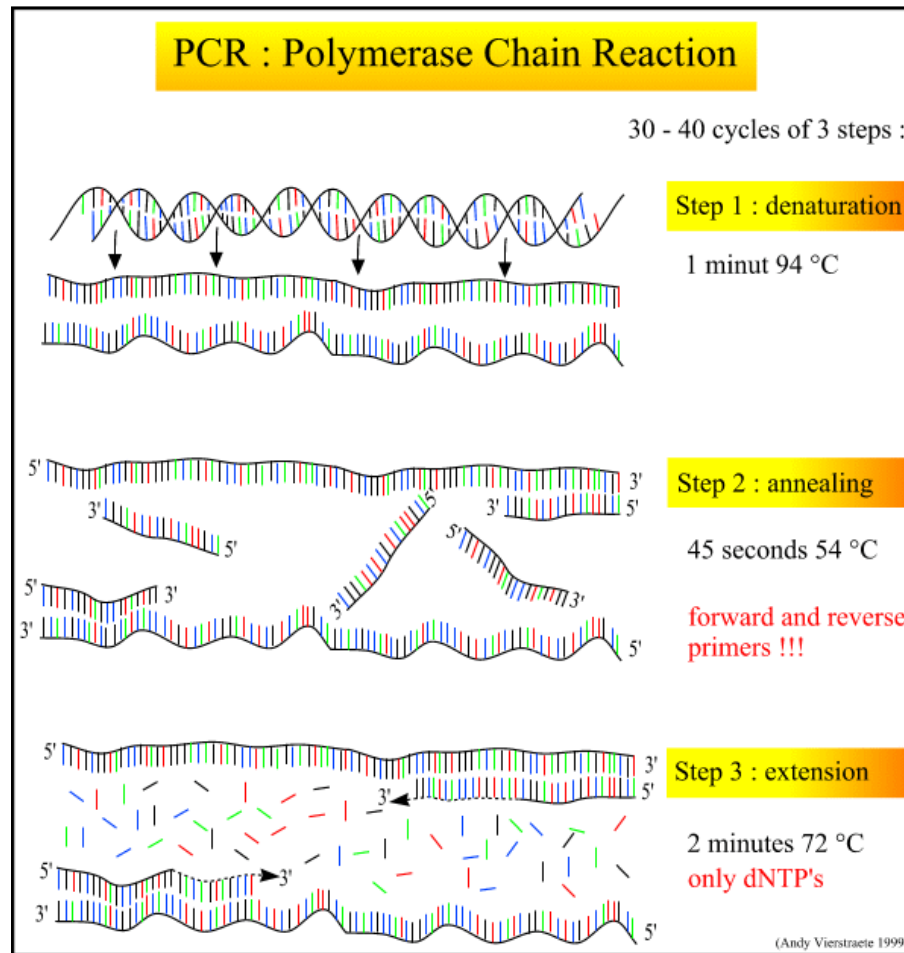 PCR : Polymerase Chain Reaction
30 - 40 cycles of 3 steps :
Step 1 : denaturation
1 minut 94 °C
5'
3'
Step 2 : annealing
3'
5'
5'
3'
5'
5'
45 seconds 54 °C
5'
3'
3'
3'
3'
forward and reverse
primers !!!
5'
5'
3'
Step 3 : extension
3'
5'
2 minutes 72 °C
5'
3'
only dNTP's
3'
5'
(Andy Vierstraete 1999